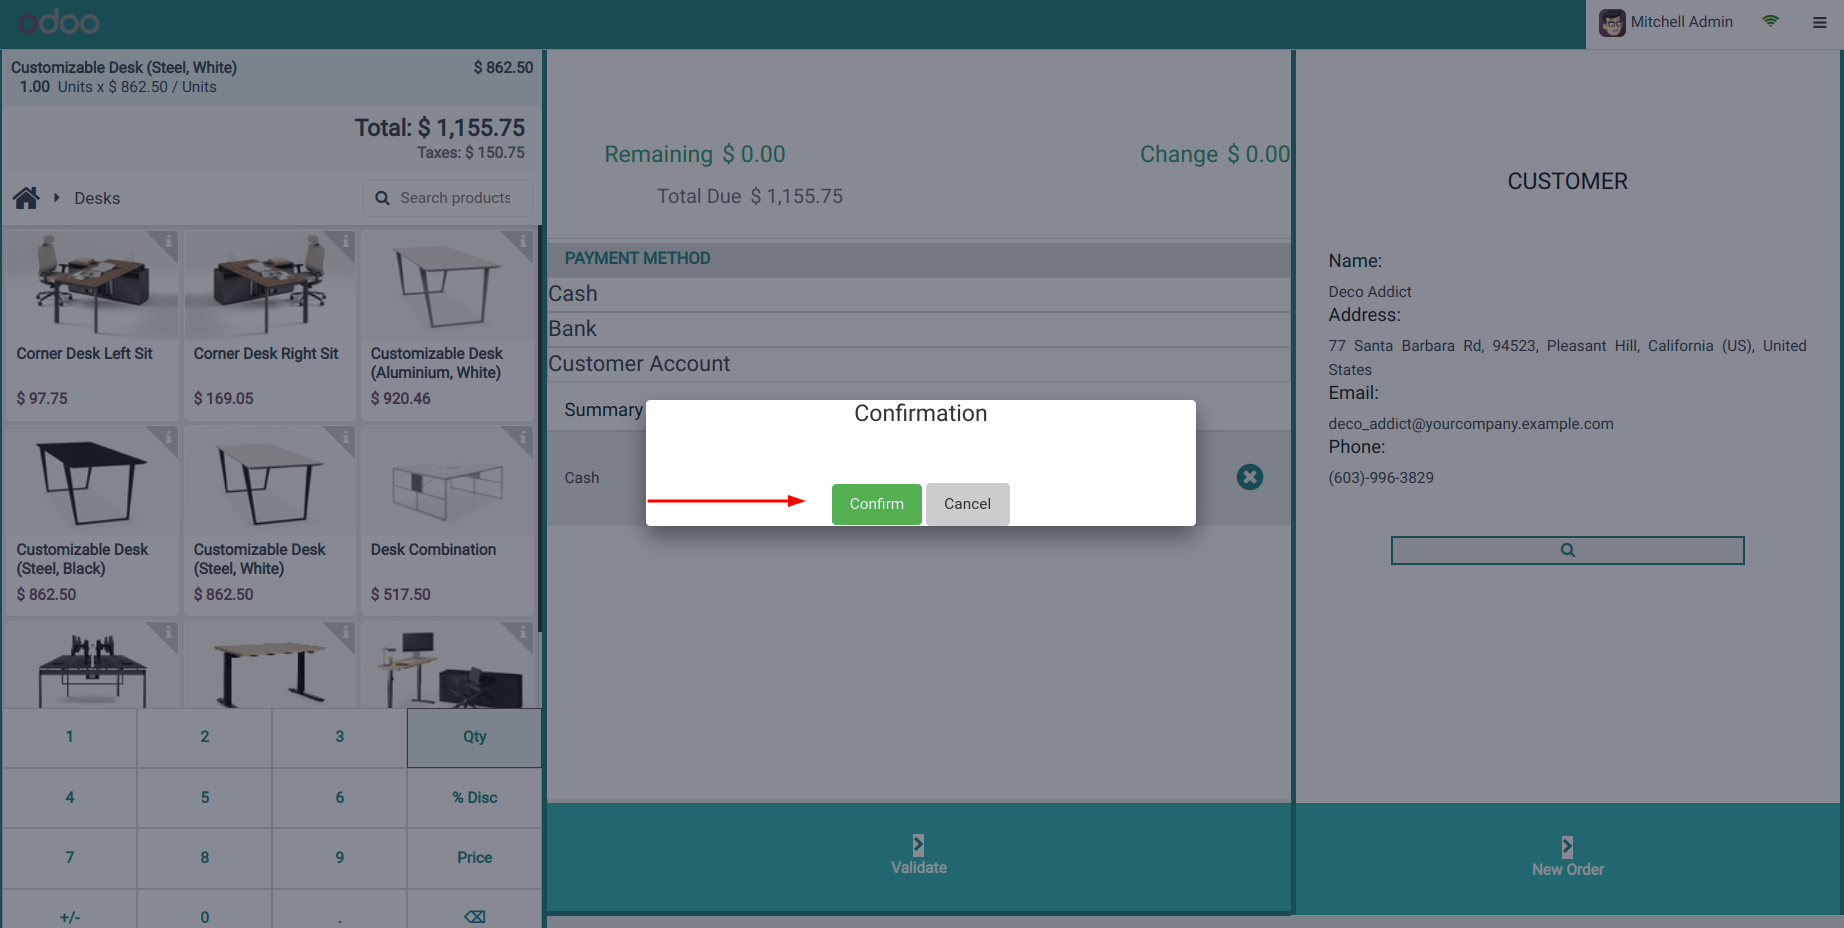 odoo
Mitchell Admin
Customizable Desk (Steel, White) $ 862.50
1.00 Units x $ 862.50 / Units
Total: $ 1,155.75
Taxes: $ 150.75
Desks
Search products
Corner Desk Left Sit
$ 97.75
Corner Desk Right Sit
$ 169.05
Customizable Desk
(Aluminium, White)
$ 920.46
Customizable Desk
(Steel, Black)
$ 862.50
Customizable Desk
(Steel, White)
$ 862.50
Desk Combination
$ 517.50
1 2 3 Qty
4 5 6 % Disc
7 8 9 Price
+/- 0 .
Remaining $ 0.00 Change $ 0.00
Total Due $ 1,155.75
PAYMENT METHOD
Cash
Bank
Customer Account
Summary
Cash
Confirmation
Confirm Cancel
Validate
CUSTOMER
Name:
Deco Addict
Address:
77 Santa Barbara Rd, 94523, Pleasant Hill, California (US), United
States
Email:
deco_addict@yourcompany.example.com
Phone:
(603)-996-3829
New Order